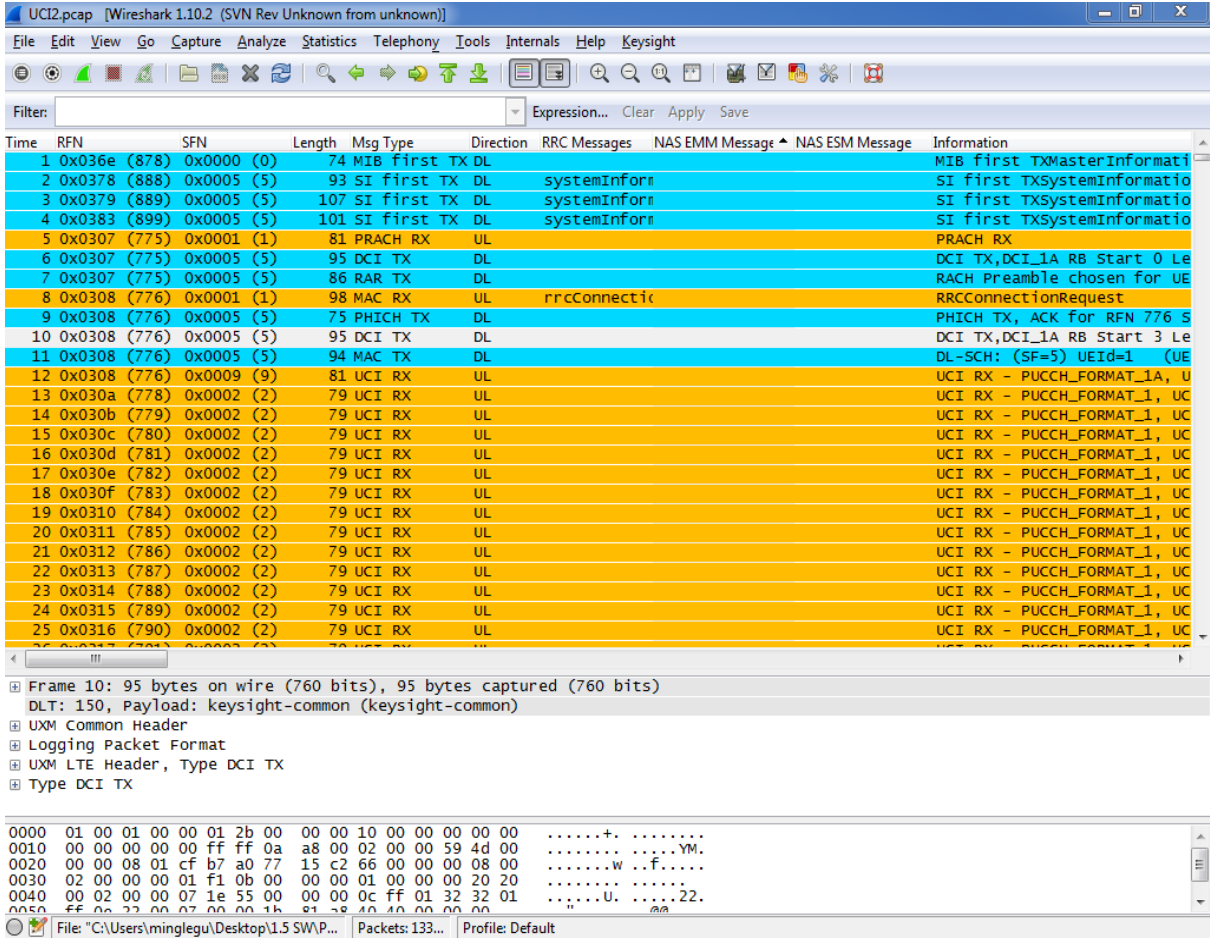 UCI2.pcap [Wireshark 1.10.2 (SVN Rev Unknown from unknown)]
File Edit View Go Capture Analyze Statistics Telephony Tools Internals Help Keysight
Filter: Expression... Clear Apply Save
Time RFN SFN Length Msg Type Direction RRC Messages NAS EMM Message NAS ESM Message Information
1 0x036e (878) 0x0000 (0) 74 MIB first TX DL MIB first TXMasterInformati
2 0x0378 (888) 0x0005 (5) 93 SI first TX DL systemInform SI first TXSystemInformatio
3 0x0379 (889) 0x0005 (5) 107 SI first TX DL systemInform SI first TXSystemInformatio
4 0x0383 (899) 0x0005 (5) 101 SI first TX DL systemInform SI first TXSystemInformatio
5 0x0307 (775) 0x0001 (1) 81 PRACH RX UL PRACH RX
6 0x0307 (775) 0x0005 (5) 95 DCI TX DL DCI TX,DCI_1A RB Start 0 Le
7 0x0307 (775) 0x0005 (5) 86 RAR TX DL RACH Preamble chosen for UE
8 0x0308 (776) 0x0001 (1) 98 MAC RX UL rrcConnectio RRCConnectionRequest
9 0x0308 (776) 0x0005 (5) 75 PHICH TX DL PHICH TX, ACK for RFN 776 S
10 0x0308 (776) 0x0005 (5) 95 DCI TX DL DCI TX,DCI_1A RB Start 3 Le
11 0x0308 (776) 0x0005 (5) 94 MAC TX DL DL-SCH: (SF=5) UEId=1 (UE
12 0x0308 (776) 0x0009 (9) 81 UCI RX UL UCI RX - PUCCH_FORMAT_1A, U
13 0x030a (778) 0x0002 (2) 79 UCI RX UL UCI RX - PUCCH_FORMAT_1, UC
14 0x030b (779) 0x0002 (2) 79 UCI RX UL UCI RX - PUCCH_FORMAT_1, UC
15 0x030c (780) 0x0002 (2) 79 UCI RX UL UCI RX - PUCCH_FORMAT_1, UC
16 0x030d (781) 0x0002 (2) 79 UCI RX UL UCI RX - PUCCH_FORMAT_1, UC
17 0x030e (782) 0x0002 (2) 79 UCI RX UL UCI RX - PUCCH_FORMAT_1, UC
18 0x030f (783) 0x0002 (2) 79 UCI RX UL UCI RX - PUCCH_FORMAT_1, UC
19 0x0310 (784) 0x0002 (2) 79 UCI RX UL UCI RX - PUCCH_FORMAT_1, UC
20 0x0311 (785) 0x0002 (2) 79 UCI RX UL UCI RX - PUCCH_FORMAT_1, UC
21 0x0312 (786) 0x0002 (2) 79 UCI RX UL UCI RX - PUCCH_FORMAT_1, UC
22 0x0313 (787) 0x0002 (2) 79 UCI RX UL UCI RX - PUCCH_FORMAT_1, UC
23 0x0314 (788) 0x0002 (2) 79 UCI RX UL UCI RX - PUCCH_FORMAT_1, UC
24 0x0315 (789) 0x0002 (2) 79 UCI RX UL UCI RX - PUCCH_FORMAT_1, UC
25 0x0316 (790) 0x0002 (2) 79 UCI RX UL UCI RX - PUCCH_FORMAT_1, UC
Frame 10: 95 bytes on wire (760 bits), 95 bytes captured (760 bits)
DLT: 150, Payload: keysight-common (keysight-common)
UXM Common Header
Logging Packet Format
UXM LTE Header, Type DCI TX
Type DCI TX
0000 01 00 01 00 00 01 2b 00 00 00 10 00 00 00 00 00 ......+. ........
0010 00 00 00 00 00 ff ff 0a a8 00 02 00 00 59 4d 00 ........ .....YM.
0020 00 00 08 01 cf b7 a0 77 15 c2 66 00 00 00 08 00 .......w ..f.....
0030 02 00 00 00 01 f1 0b 00 00 00 01 00 00 00 20 20 ........ ......
0040 00 02 00 00 07 1e 55 00 00 00 0c ff 01 32 32 01 ......U. .....22.
File: "C:\Users\minglegu\Desktop\1.5 SW\P... Packets: 133... Profile: Default